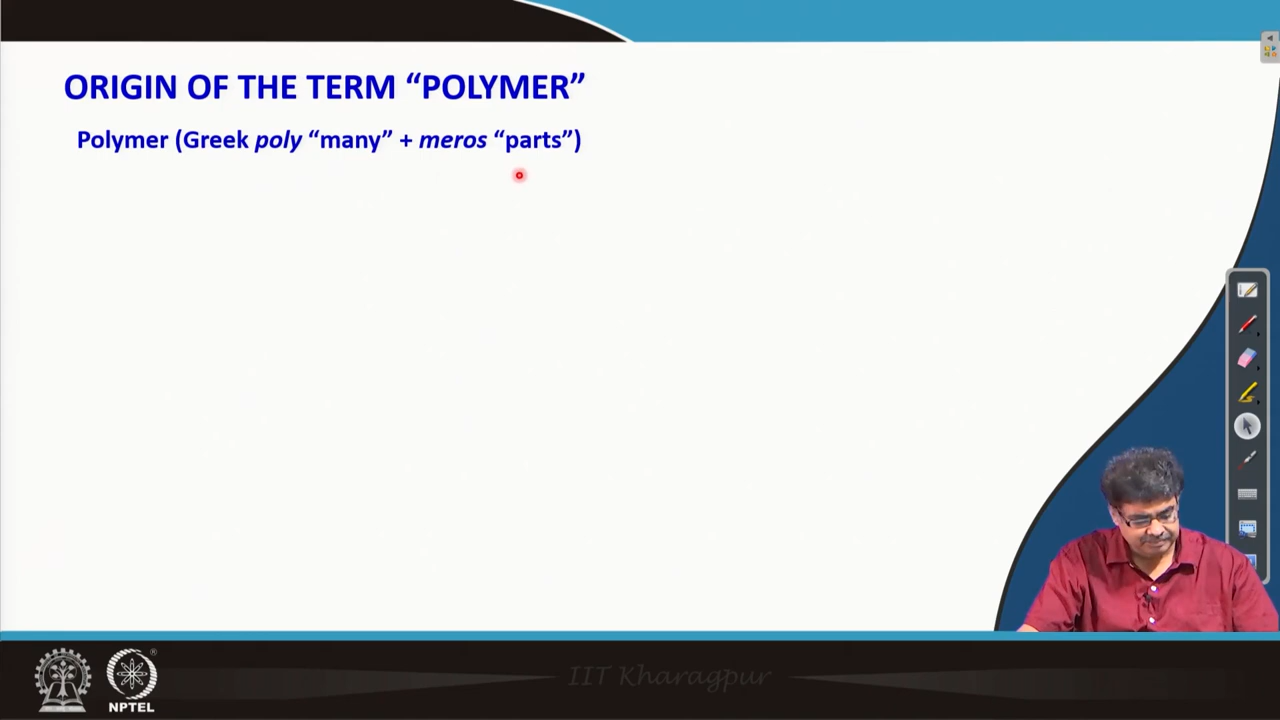 ORIGIN OF THE TERM “POLYMER”
Polymer (Greek poly “many” + meros “parts”)
IIT Kharagpur
®
NPTEL